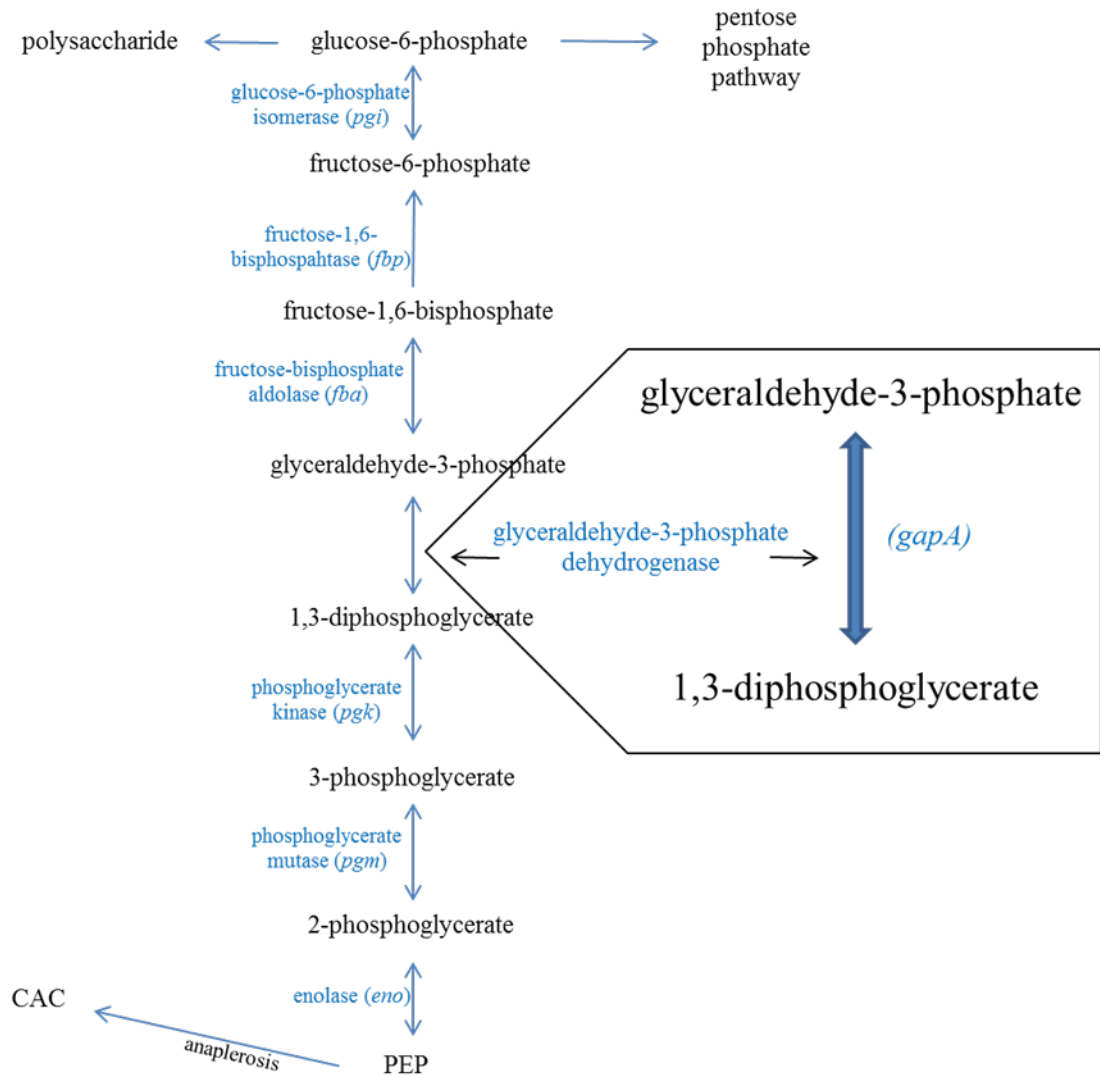 polysaccharide
glucose-6-phosphate
pentose
phosphate
pathway
glucose-6-phosphate
isomerase (pgi)
fructose-6-phosphate
fructose-1,6-
bisphospahtase (fbp)
fructose-1,6-bisphosphate
fructose-bisphosphate
aldolase (fba)
glyceraldehyde-3-phosphate
glyceraldehyde-3-phosphate
glyceraldehyde-3-phosphate
dehydrogenase
(gapA)
1,3-diphosphoglycerate
1,3-diphosphoglycerate
phosphoglycerate
kinase (pgk)
3-phosphoglycerate
phosphoglycerate
mutase (pgm)
2-phosphoglycerate
enolase (eno)
CAC
anaplerosis
PEP